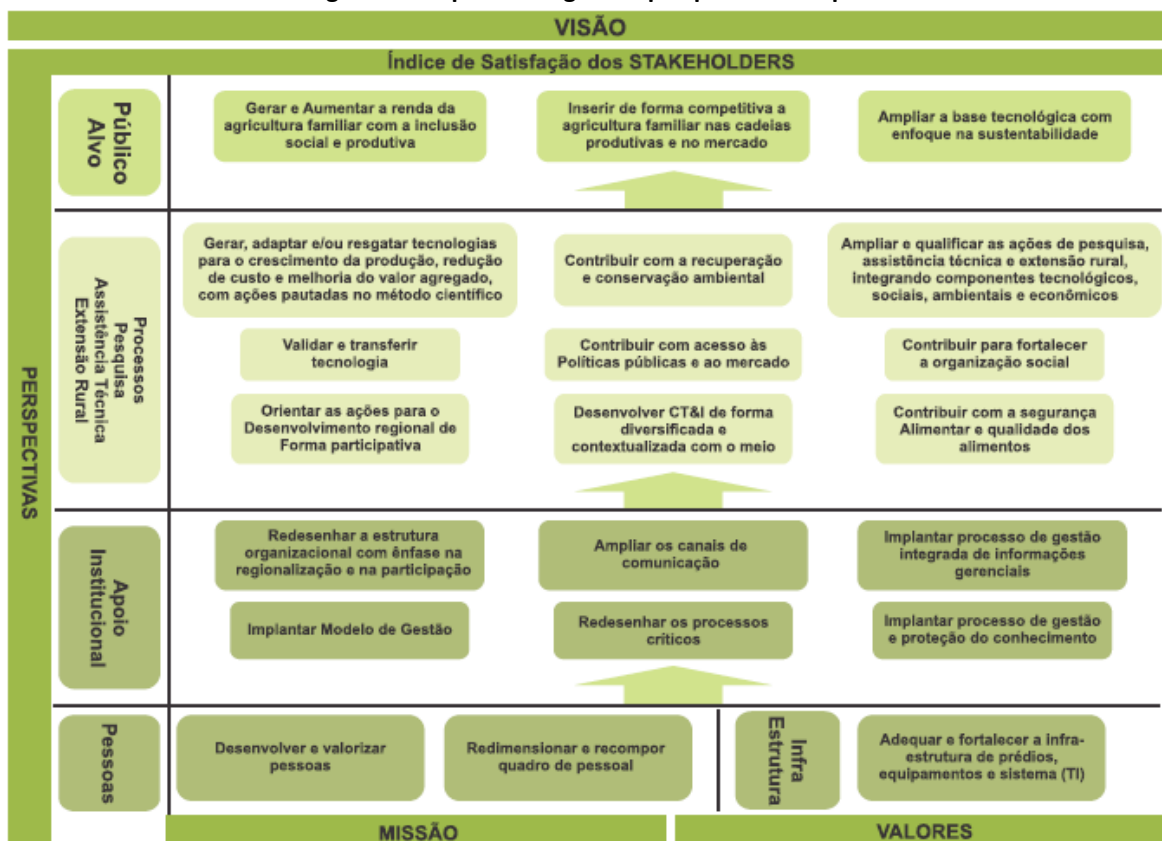 VISÃO
Índice de Satisfação dos STAKEHOLDERS
PERSPECTIVAS
Público
Alvo
Gerar e Aumentar a renda da
agricultura familiar com a inclusão
social e produtiva
Inserir de forma competitiva a
agricultura familiar nas cadeias
produtivas e no mercado
Ampliar a base tecnológica com
enfoque na sustentabilidade
Processos
Pesquisa
Assistência Técnica
Extensão Rural
Gerar, adaptar e/ou resgatar tecnologias
para o crescimento da produção, redução
de custo e melhoria do valor agregado,
com ações pautadas no método científico
Contribuir com a recuperação
e conservação ambiental
Ampliar e qualificar as ações de pesquisa,
assistência técnica e extensão rural,
integrando componentes tecnológicos,
sociais, ambientais e econômicos
Validar e transferir
tecnologia
Contribuir com acesso às
Políticas públicas e ao mercado
Contribuir para fortalecer
a organização social
Orientar as ações para o
Desenvolvimento regional de
Forma participativa
Desenvolver CT&I de forma
diversificada e
contextualizada com o meio
Contribuir com a segurança
Alimentar e qualidade dos
alimentos
Apoio
Institucional
Redesenhar a estrutura
organizacional com ênfase na
regionalização e na participação
Ampliar os canais de
comunicação
Implantar processo de gestão
integrada de informações
gerenciais
Implantar Modelo de Gestão
Redesenhar os processos
críticos
Implantar processo de gestão
e proteção do conhecimento
Pessoas
Desenvolver e valorizar
pessoas
Redimensionar e recompor
quadro de pessoal
Infra
Estrutura
Adequar e fortalecer a infra-
estrutura de prédios,
equipamentos e sistema (TI)
MISSÃO
VALORES